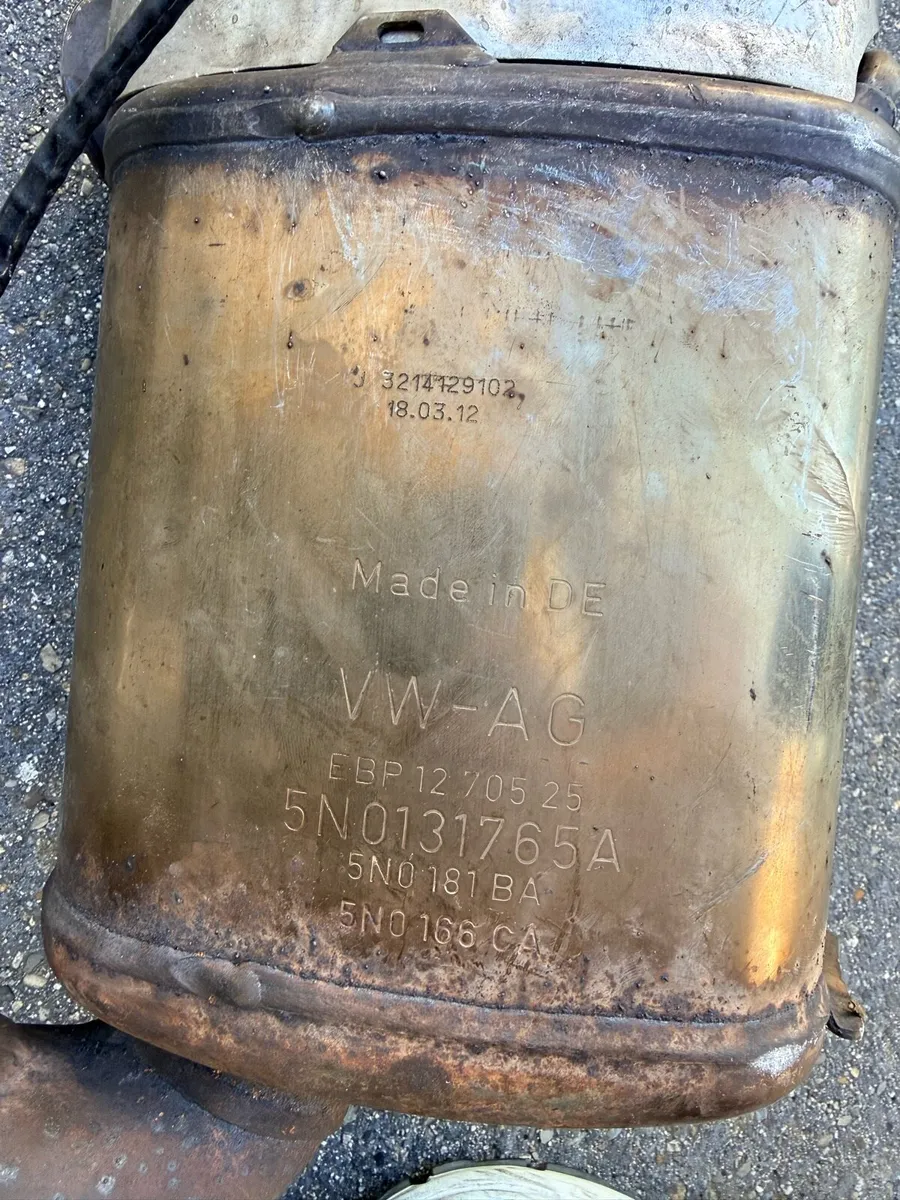 J 3214129102
18.03.12
Made in DE
VW-AG
EBP 12 705 25
5N0131765A
5N0 181 BA
5N0 166 CA